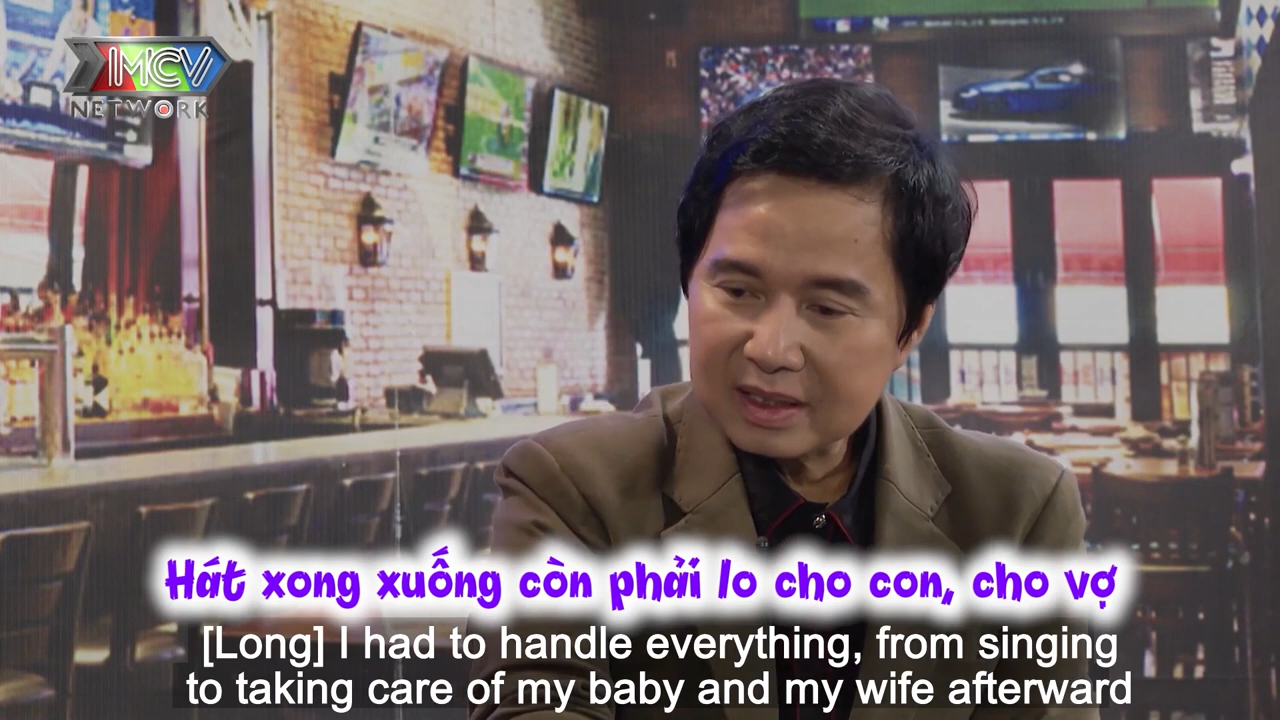 MCV
NETWORK
Hát xong xuống còn phải lo cho con, cho vợ
[Long] I had to handle everything, from singing
to taking care of my baby and my wife afterward